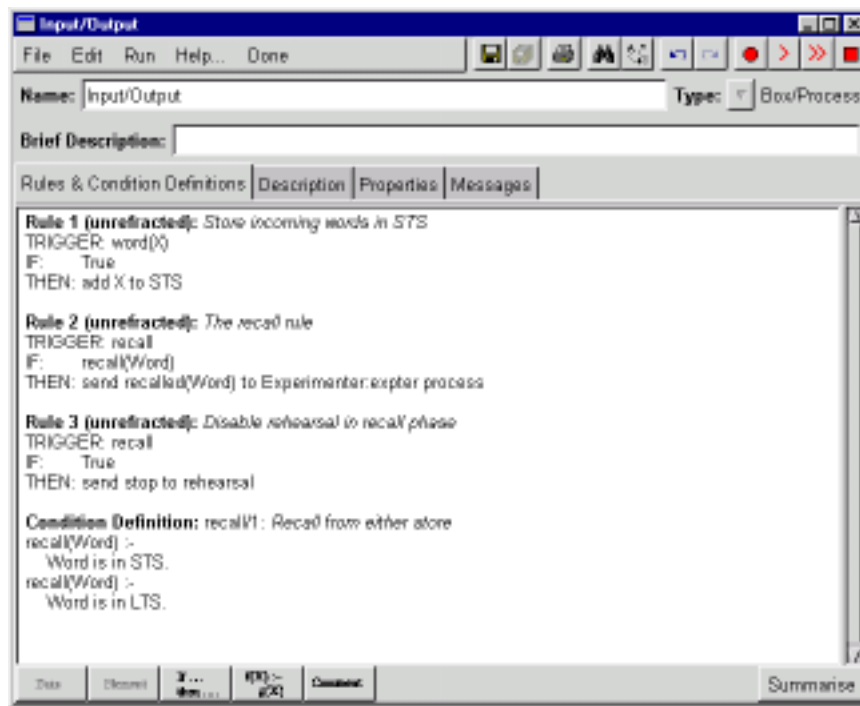 Input/Output
File Edit Run Help... Done
Name: Input/Output Type: Box/Process
Brief Description:
Rules & Condition Definitions Description Properties Messages
Rule 1 (unrefracted): Store incoming words in STS
TRIGGER: word(X)
IF: True
THEN: add X to STS
Rule 2 (unrefracted): The recall rule
TRIGGER: recall
IF: recall(Word)
THEN: send recalled(Word) to Experimenter:expter process
Rule 3 (unrefracted): Disable rehearsal in recall phase
TRIGGER: recall
IF: True
THEN: send stop to rehearsal
Condition Definition: recall/1: Recall from either store
recall(Word) :-
Word is in STS.
recall(Word) :-
Word is in LTS.
Data Element If ... then ... Comment Summarise